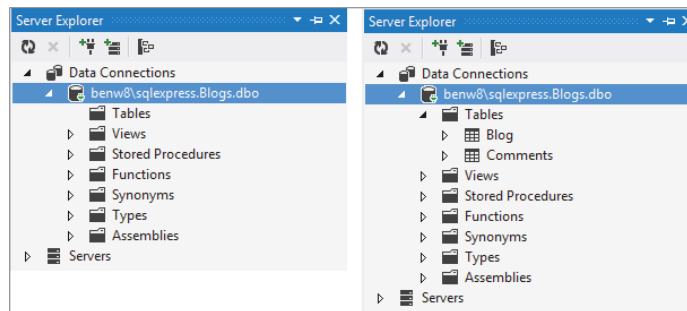 Server Explorer
Data Connections
benw8\sqlexpress.Blogs.dbo
Tables
Views
Stored Procedures
Functions
Synonyms
Types
Assemblies
Servers
Server Explorer
Data Connections
benw8\sqlexpress.Blogs.dbo
Tables
Blog
Comments
Views
Stored Procedures
Functions
Synonyms
Types
Assemblies
Servers